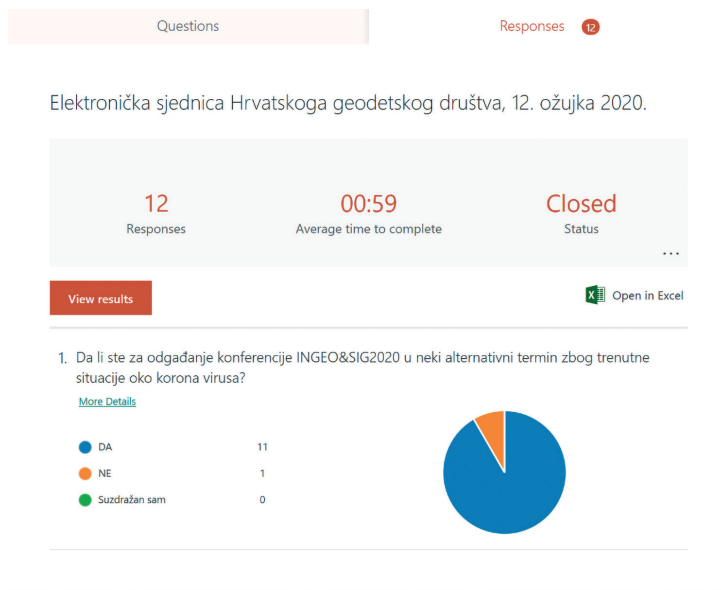 Questions
Responses 12
Elektronička sjednica Hrvatskoga geodetskog društva, 12. ožujka 2020.
12 00:59 Closed
Responses Average time to complete Status
...
View results Open in Excel
1. Da li ste za odgađanje konferencije INGEO&SIG2020 u neki alternativni termin zbog trenutne
situacije oko korona virusa?
More Details
DA 11
NE 1
Suzdražan sam 0